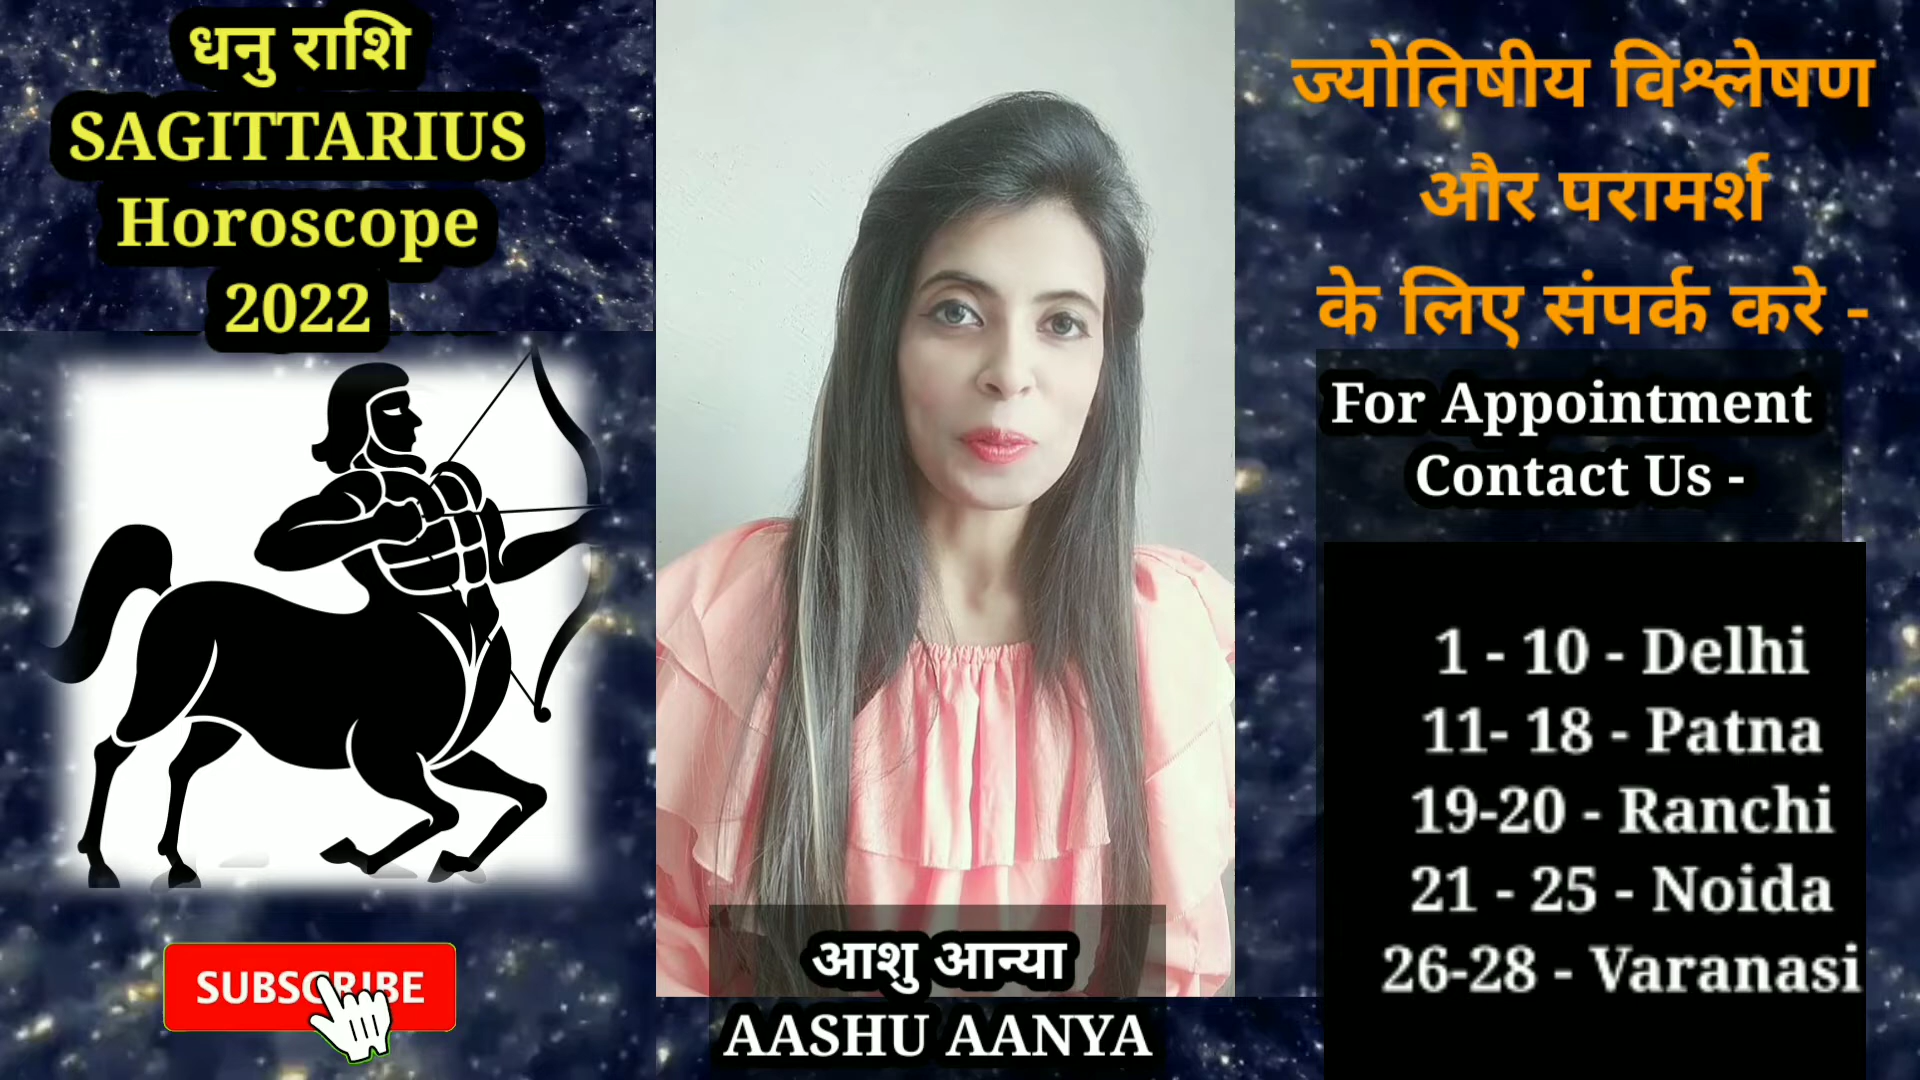 धनु राशि
SAGITTARIUS
Horoscope
2022
SUBSCRIBE
आशु आन्या
AASHU AANYA
ज्योतिषीय विश्लेषण
और परामर्श
के लिए संपर्क करे -
For Appointment
Contact Us -
1 - 10 - Delhi
11- 18 - Patna
19-20 - Ranchi
21 - 25 - Noida
26-28 - Varanasi